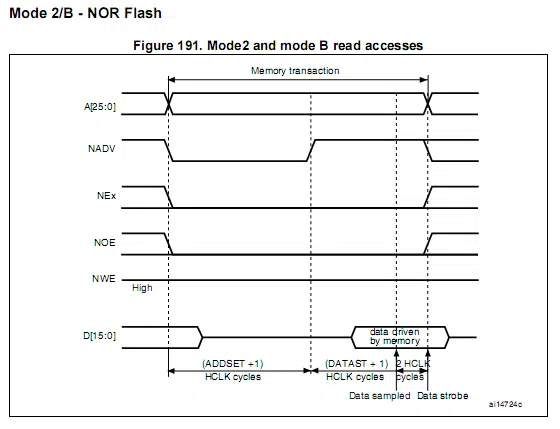 Mode 2/B - NOR Flash
Figure 191. Mode2 and mode B read accesses
Memory transaction
A[25:0]
NADV
NEx
NOE
NWE
High
D[15:0]
data driven
by memory
(ADDSET +1) (DATAST + 1) 2 HCLK
HCLK cycles HCLK cycles cycles
Data sampled Data strobe
ai14724c